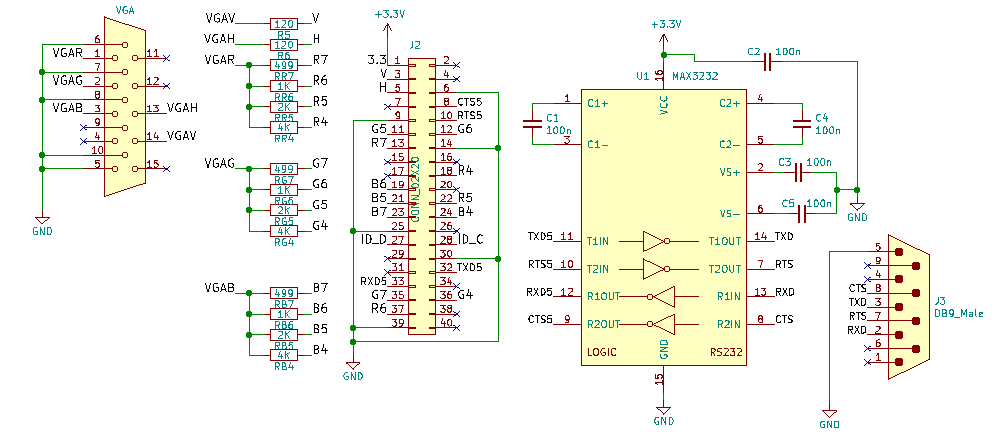 VGA
6
VGAR 1
11
7
VGAG 2
12
8
VGAB 3
13 VGAH
9
4
14 VGAV
10
5
15
GND
VGAV 120 V
R5
VGAH 120 H
R6
VGAR 499 R7
RR7
1K R6
RR6
2K R5
RR5
4K R4
RR4
VGAG 499 G7
RG7
1K G6
RG6
2K G5
RG5
4K G4
RG4
VGAB 499 B7
RB7
1K B6
RB6
2K B5
RB5
4K B4
RB4
+3.3V
J2
CONN_02X20
3.3 1 2
V 3 4
H 5 6
7 8 CTS5
9 10 RTS5
G5 11 12 G6
R7 13 14
15 16
17 18 R4
B6 19 20
B5 21 22 R5
B7 23 24 B4
25 26
ID_D 27 28 ID_C
29 30
31 32 TXD5
RXD5 33 34
G7 35 36 G4
R6 37 38
39 40
GND
+3.3V
C2 100n
U1 16 MAX3232
VCC
1 C1+ C2+ 4
C1
100n
C4
100n
3 C1- C2- 5
C3 100n
VS+ 2
C5 100n
VS- 6
GND
TXD5 11 T1IN T1OUT 14 TXD
RTS5 10 T2IN T2OUT 7 RTS
RXD5 12 R1OUT R1IN 13 RXD
CTS5 9 R2OUT R2IN 8 CTS
LOGIC GND RS232
15
GND
5
9
4
CTS 8
TXD 3
RTS 7
RXD 2
6
1
J3
DB9_Male
GND